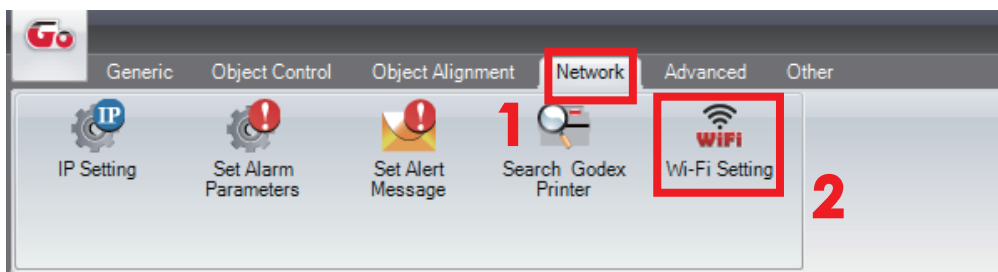 Go
Generic Object Control Object Alignment Network Advanced Other
1
IP WiFi
IP Setting Set Alarm Set Alert Search Godex Wi-Fi Setting
Parameters Message Printer
2